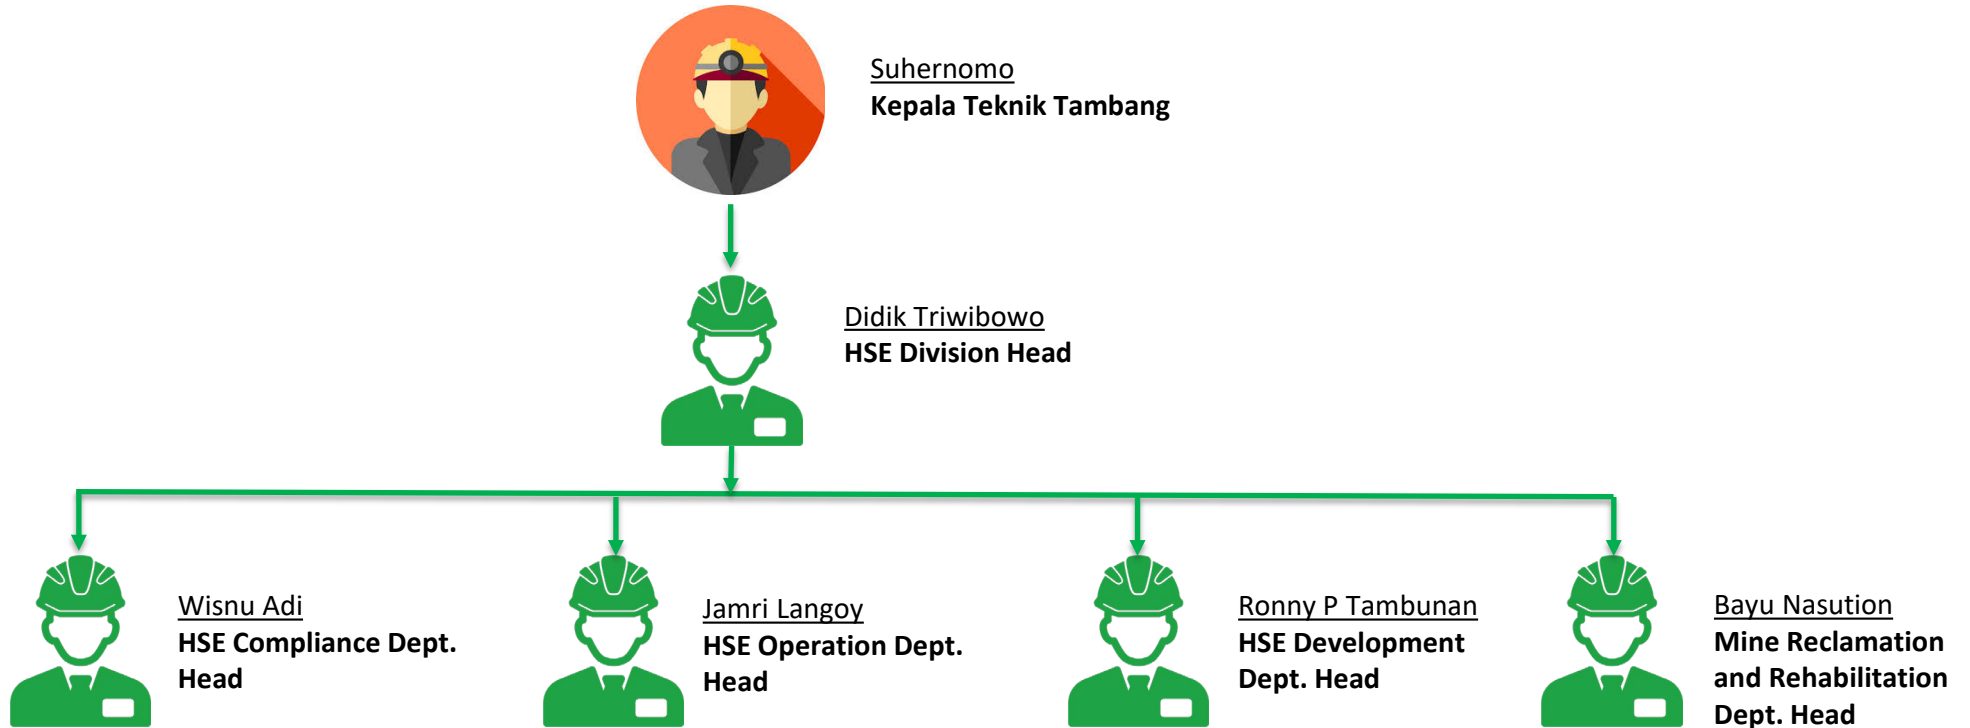 Suhernomo
Kepala Teknik Tambang
Didik Triwibowo
HSE Division Head
Wisnu Adi
HSE Compliance Dept.
Head
Jamri Langoy
HSE Operation Dept.
Head
Ronny P Tambunan
HSE Development
Dept. Head
Bayu Nasution
Mine Reclamation
and Rehabilitation
Dept. Head